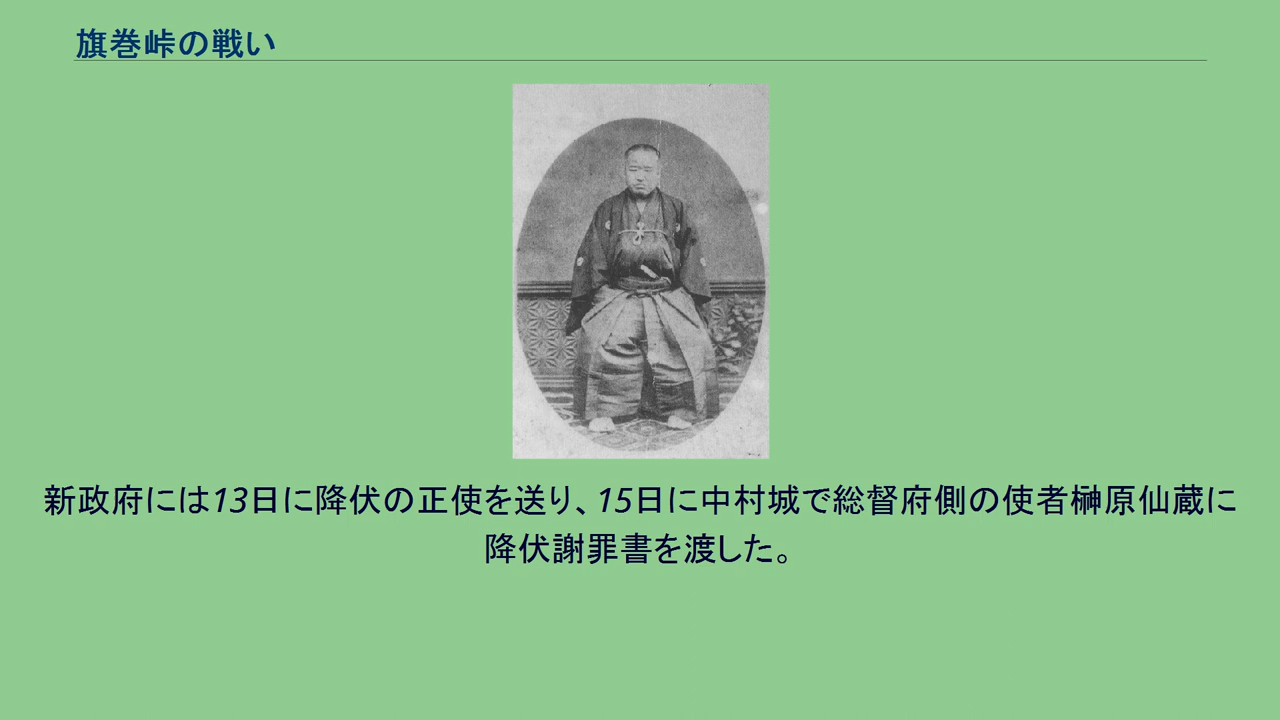 旗巻峠の戦い
新政府には13日に降伏の正使を送り、15日に中村城で総督府側の使者榊原仙蔵に
降伏謝罪書を渡した。